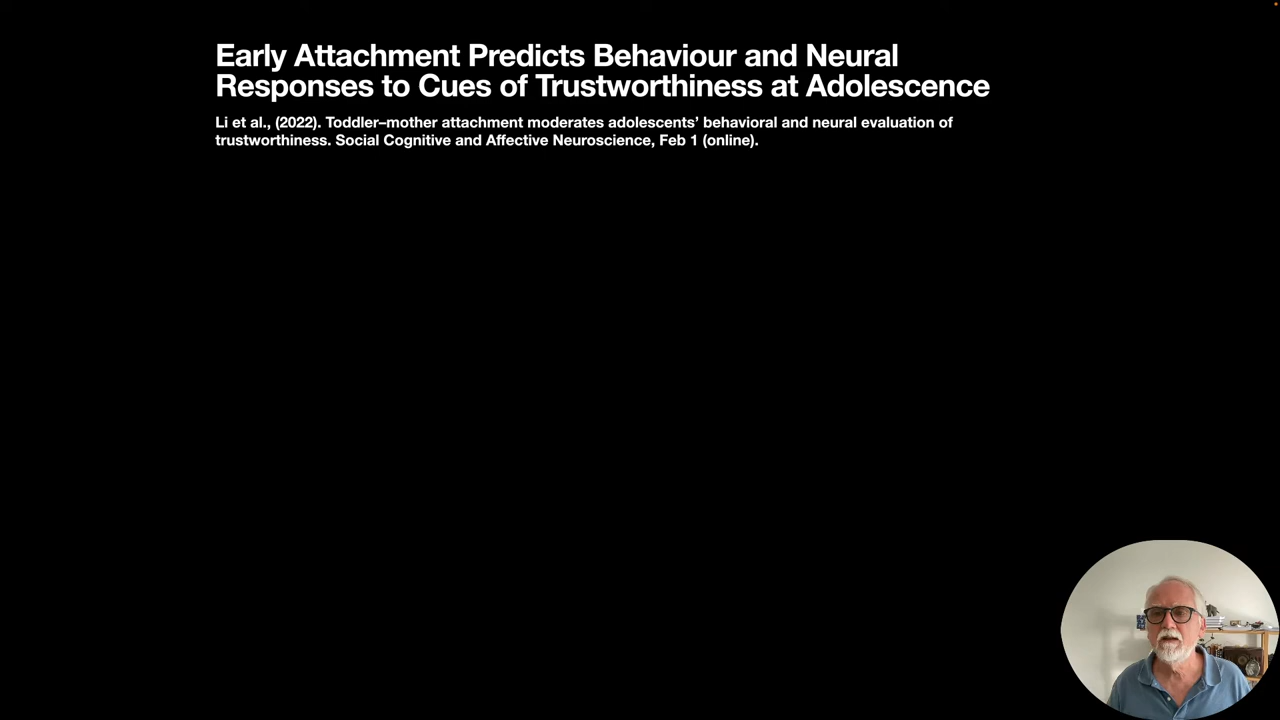 Early Attachment Predicts Behaviour and Neural
Responses to Cues of Trustworthiness at Adolescence
Li et al., (2022). Toddler–mother attachment moderates adolescents’ behavioral and neural evaluation of
trustworthiness. Social Cognitive and Affective Neuroscience, Feb 1 (online).